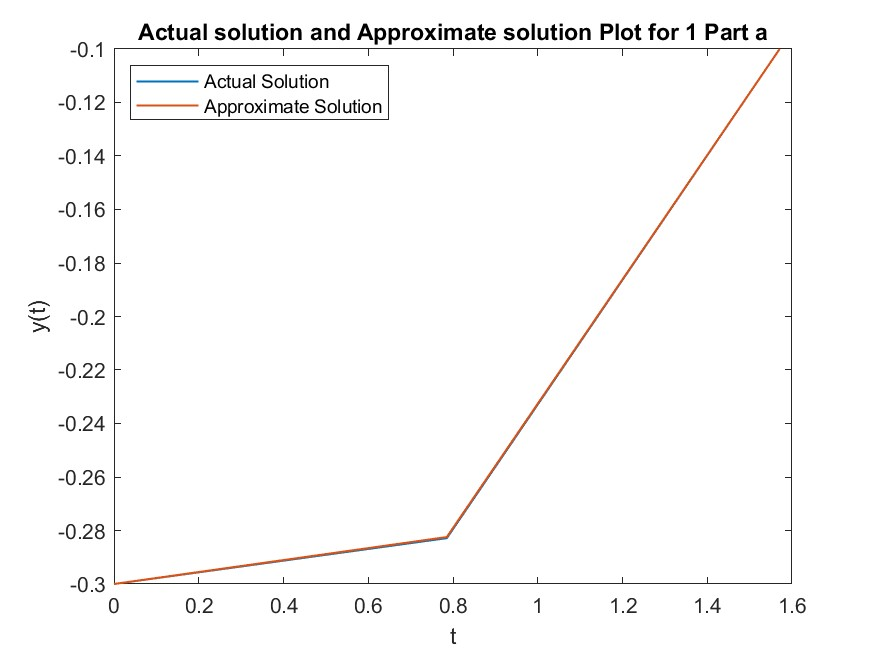 Actual solution and Approximate solution Plot for 1 Part a
Actual Solution
Approximate Solution
-0.1
-0.12
-0.14
-0.16
-0.18
-0.2
-0.22
-0.24
-0.26
-0.28
-0.3
y(t)
0 0.2 0.4 0.6 0.8 1 1.2 1.4 1.6
t